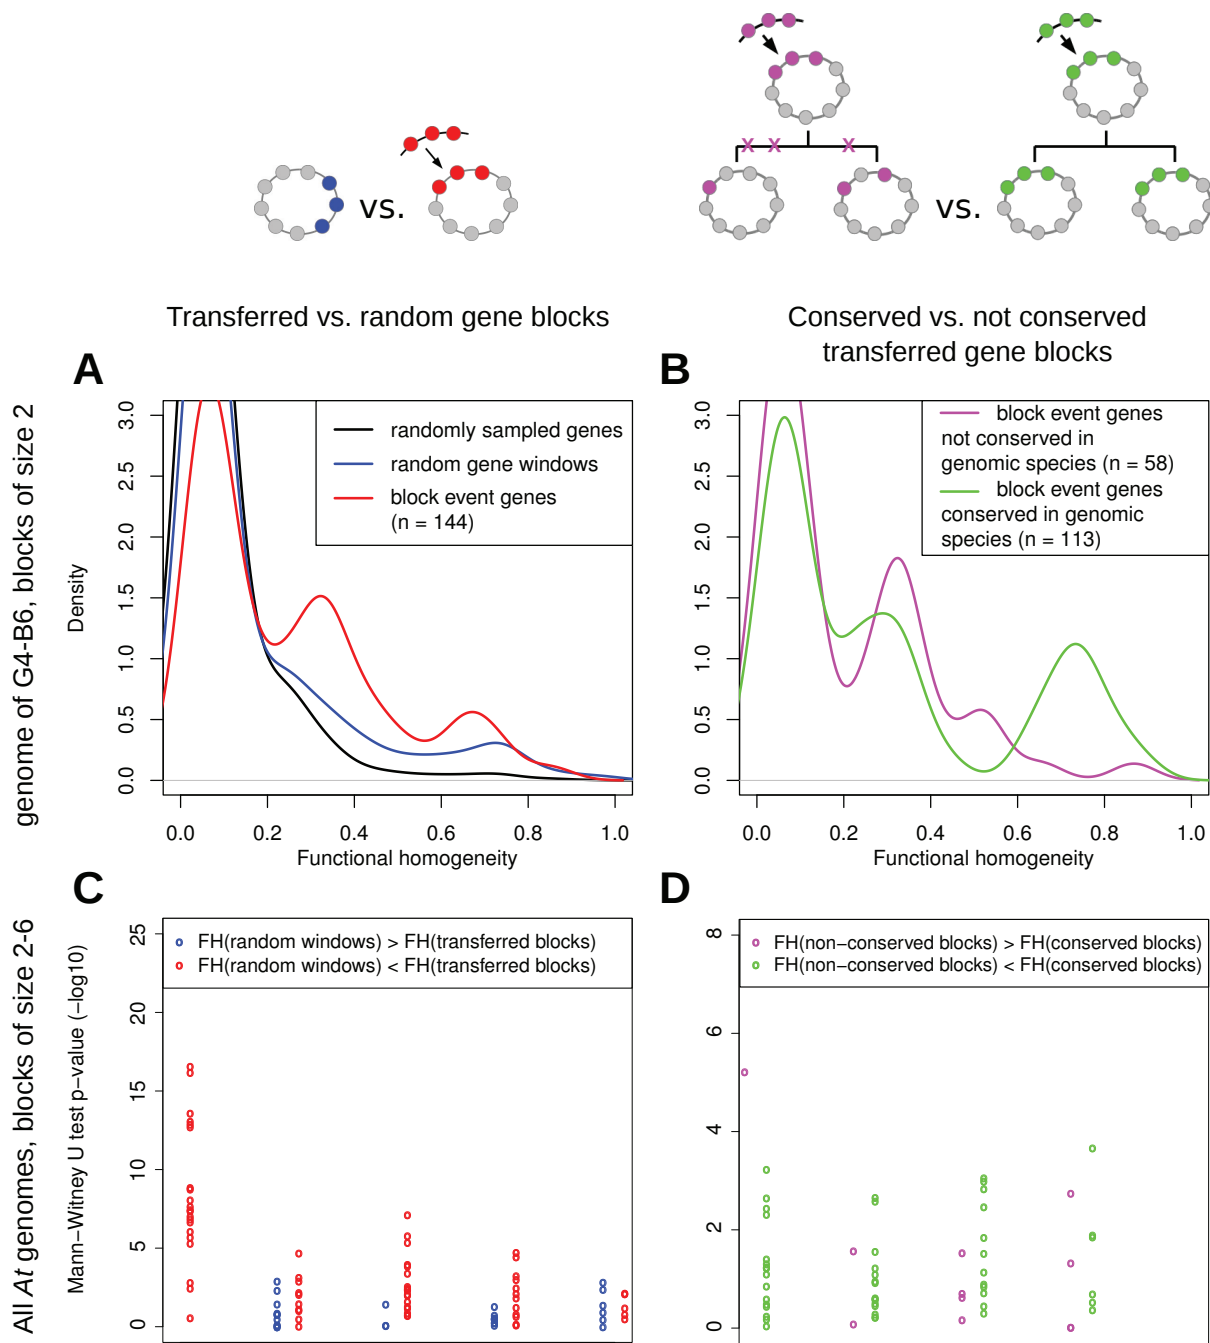 vs.
X X X
vs.
Transferred vs. random gene blocks
Conserved vs. not conserved
transferred gene blocks
A
B
genome of G4-B6, blocks of size 2
Density
3.0
2.5
2.0
1.5
1.0
0.5
0.0
randomly sampled genes
random gene windows
block event genes
(n = 144)
0.0 0.2 0.4 0.6 0.8 1.0
Functional homogeneity
3.0
2.5
2.0
1.5
1.0
0.5
0.0
block event genes
not conserved in
genomic species (n = 58)
block event genes
conserved in genomic
species (n = 113)
0.0 0.2 0.4 0.6 0.8 1.0
Functional homogeneity
C
D
All At genomes, blocks of size 2-6
Mann−Witney U test p−value (−log10)
25
20
15
10
5
0
FH(random windows) > FH(transferred blocks)
FH(random windows) < FH(transferred blocks)
8
6
4
2
0
FH(non−conserved blocks) > FH(conserved blocks)
FH(non−conserved blocks) < FH(conserved blocks)